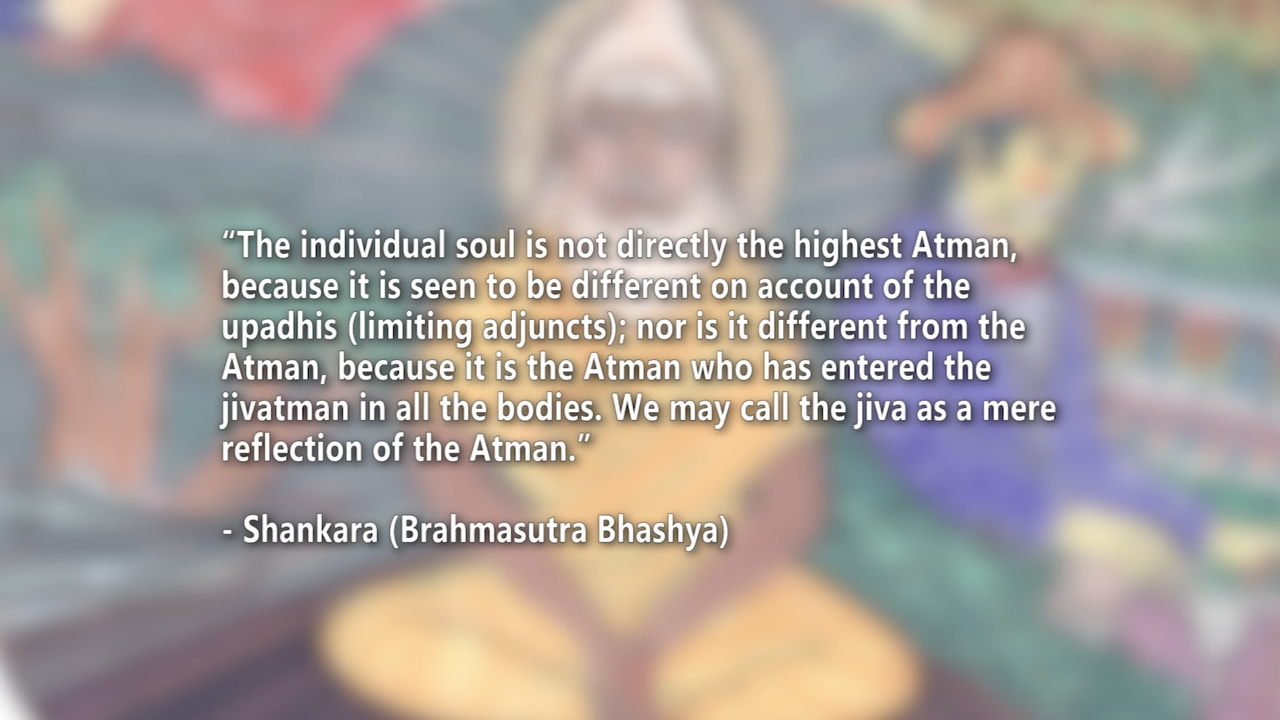 “The individual soul is not directly the highest Atman,
because it is seen to be different on account of the
upadhis (limiting adjuncts); nor is it different from the
Atman, because it is the Atman who has entered the
jivatman in all the bodies. We may call the jiva as a mere
reflection of the Atman.”
- Shankara (Brahmasutra Bhashya)